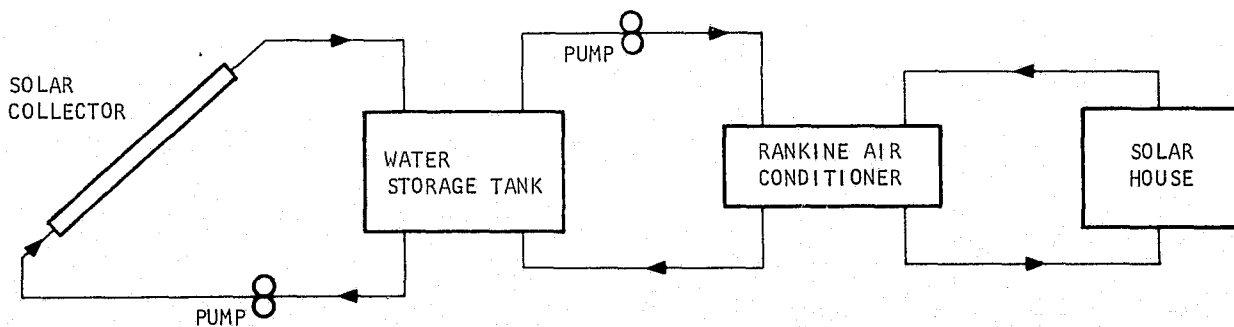 SOLAR
COLLECTOR
PUMP
WATER
STORAGE TANK
PUMP
RANKINE AIR
CONDITIONER
SOLAR
HOUSE